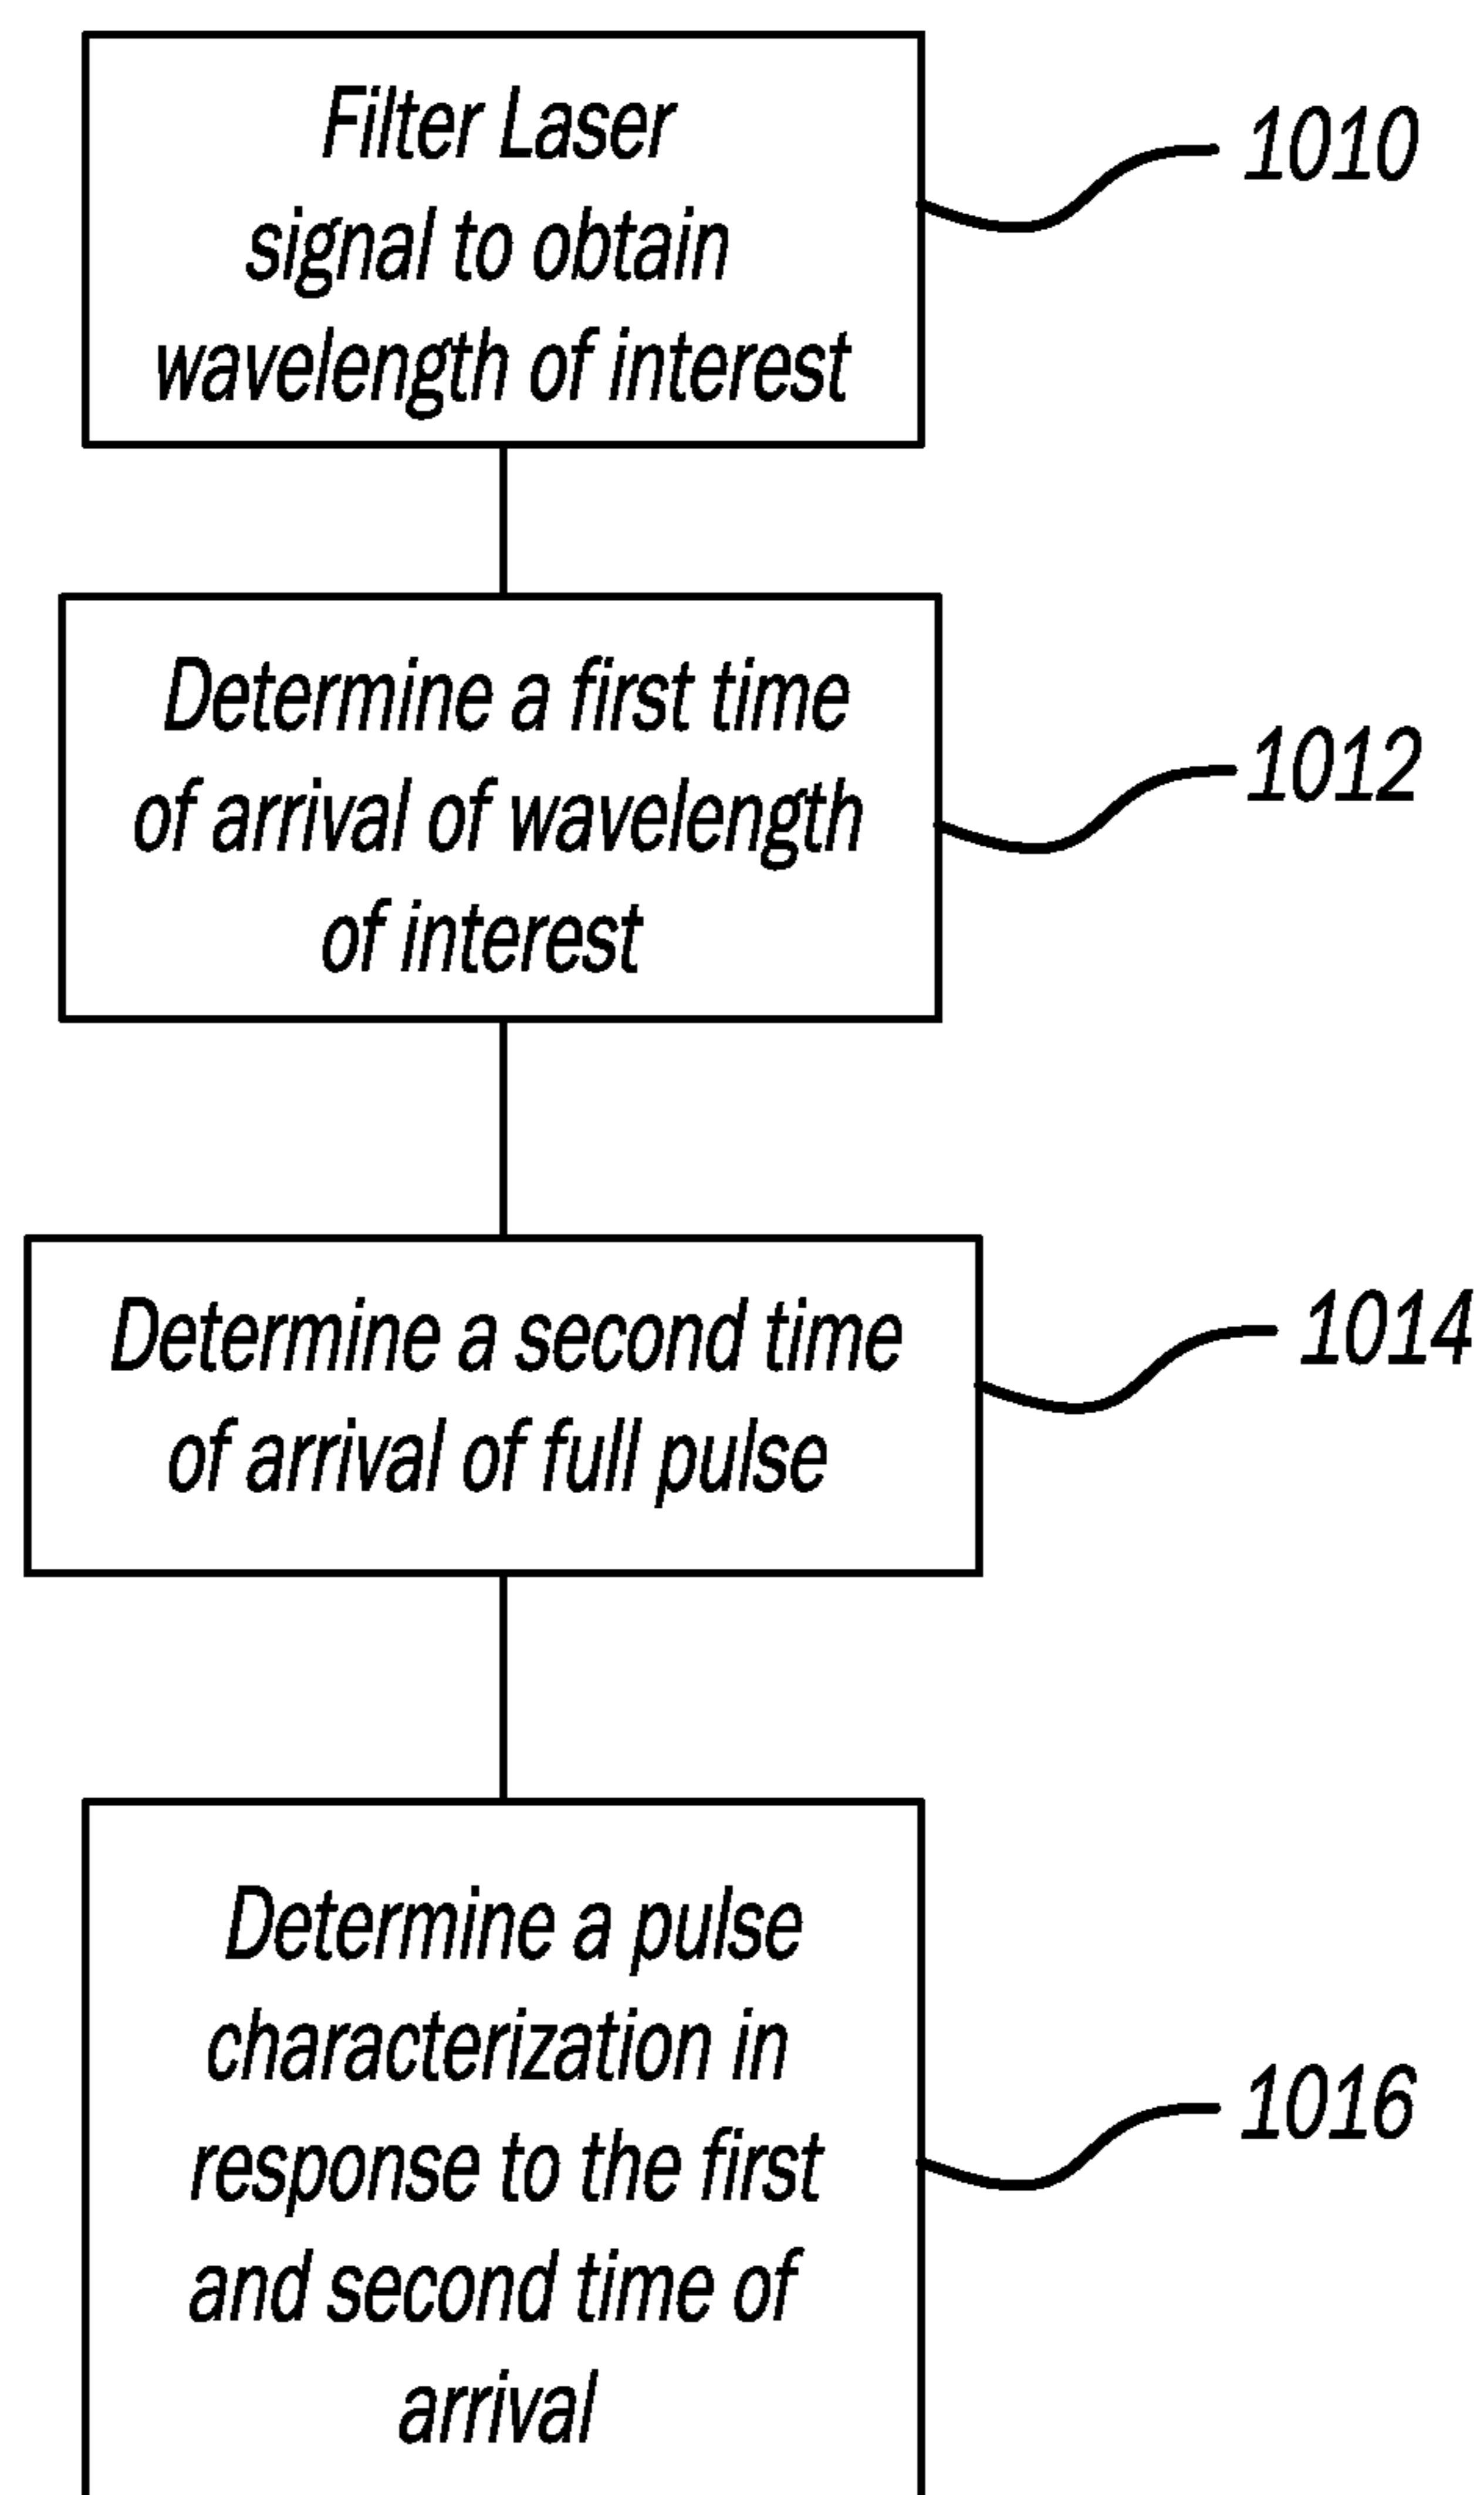 Filter Laser
signal to obtain
wavelength of interest
1010
Determine a first time
of arrival of wavelength
of interest
1012
Determine a second time
of arrival of full pulse
1014
Determine a pulse
characterization in
response to the first
and second time of
arrival
1016